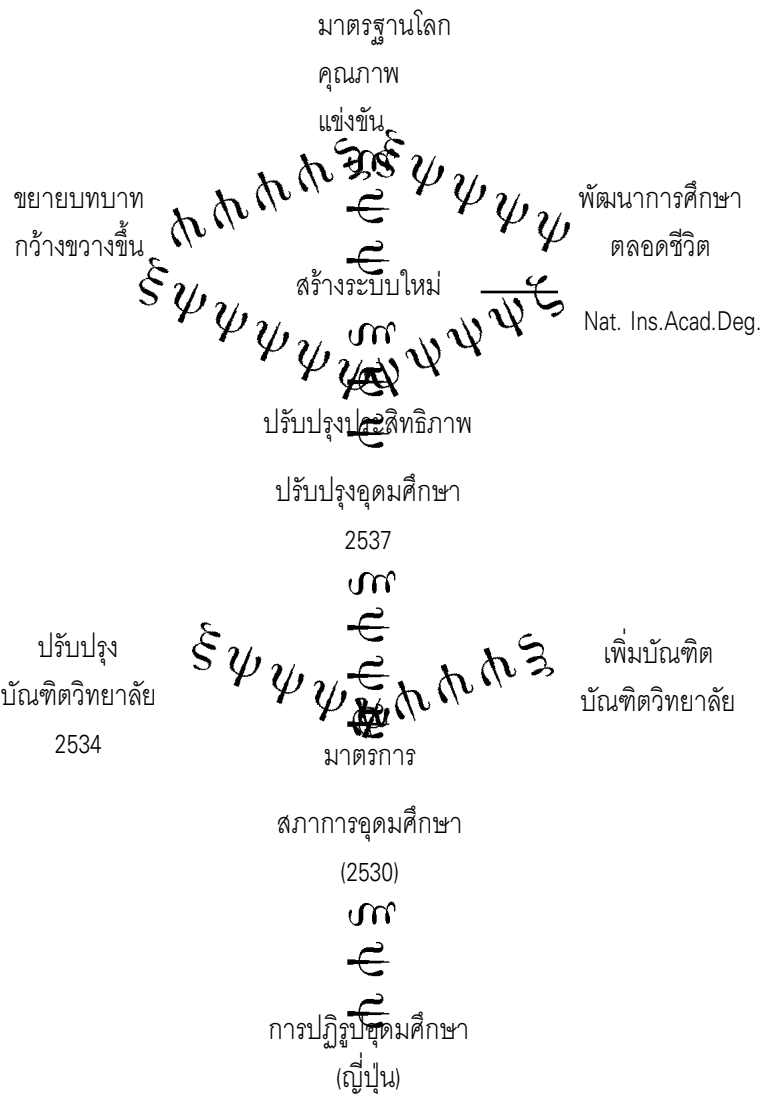 มาตรฐานโลก
คุณภาพ
แข่งขัน
ขยายบทบาท
กว้างขวางขึ้น
พัฒนาการศึกษา
ตลอดชีวิต
สร้างระบบใหม่
Nat. Ins.Acad.Deg.
ปรับปรุงประสิทธิภาพ
ปรับปรุงอุดมศึกษา
2537
ปรับปรุง
บัณฑิตวิทยาลัย
2534
เพิ่มบัณฑิต
บัณฑิตวิทยาลัย
มาตรการ
สภาการอุดมศึกษา
(2530)
การปฏิรูปอุดมศึกษา
(ญี่ปุ่น)